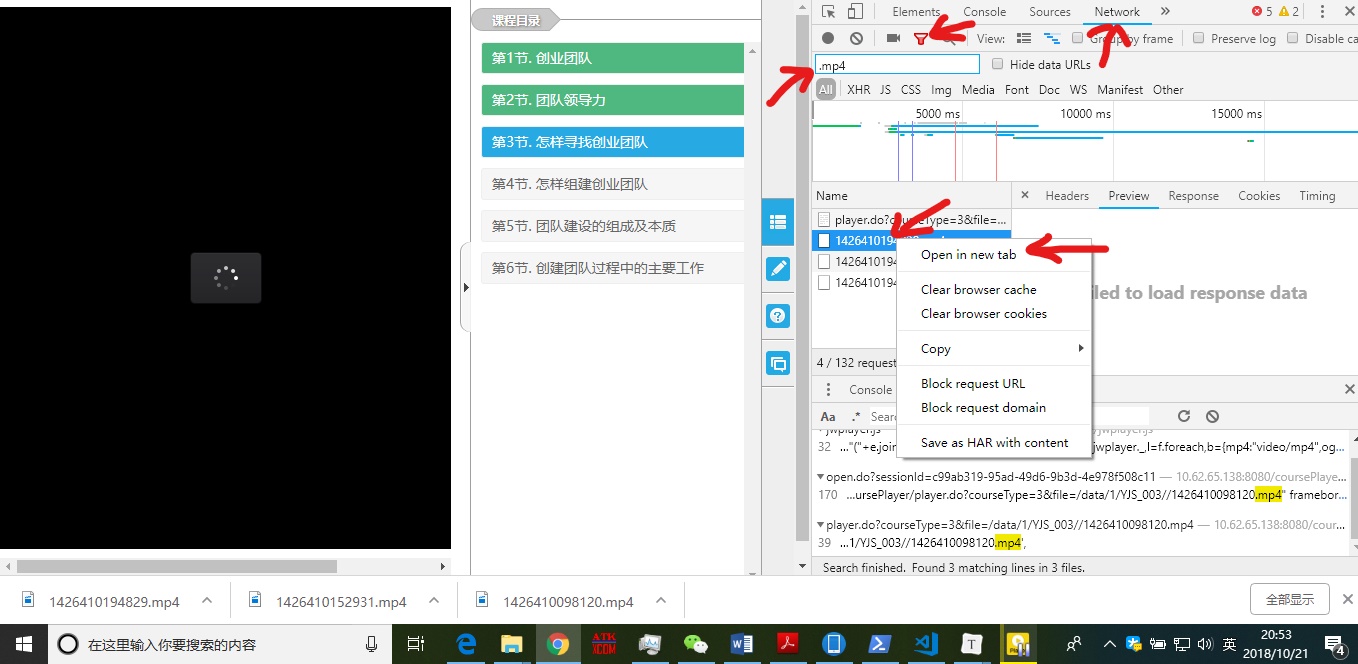 课程目录
第1节. 创业团队
第2节. 团队领导力
第3节. 怎样寻找创业团队
第4节. 怎样组建创业团队
第5节. 团队建设的组成及本质
第6节. 创建团队过程中的主要工作
Elements Console Sources Network 5 2
View: Group by frame Preserve log Disable ca
.mp4 Hide data URLs
All XHR JS CSS Img Media Font Doc WS Manifest Other
5000 ms 10000 ms 15000 ms
Name × Headers Preview Response Cookies Timing
player.do?courseType=3&file=...
1426410194
1426410194
1426410194
Open in new tab
Clear browser cache
Clear browser cookies
Copy
Block request URL
Block request domain
Save as HAR with content
led to load response data
4 / 132 request
Console
Aa .* Sear
jwplayer.js
32 ..."("+e.join jwplayer._,l=f.foreach,b={mp4:"video/mp4",og...
open.do?sessionId=c99ab319-95ad-49d6-9b3d-4e978f508c11 — 10.62.65.138:8080/coursePlaye...
170 ...ursePlayer/player.do?courseType=3&file=/data/1/YJS_003//1426410098120.mp4" framebor...
player.do?courseType=3&file=/data/1/YJS_003//1426410098120.mp4 — 10.62.65.138:8080/cour...
39 ...1/YJS_003//1426410098120.mp4',
Search finished. Found 3 matching lines in 3 files.
1426410194829.mp4 1426410152931.mp4 1426410098120.mp4 全部显示
在这里输入你要搜索的内容
ATK
XCOM
英
20:53
2018/10/21
4